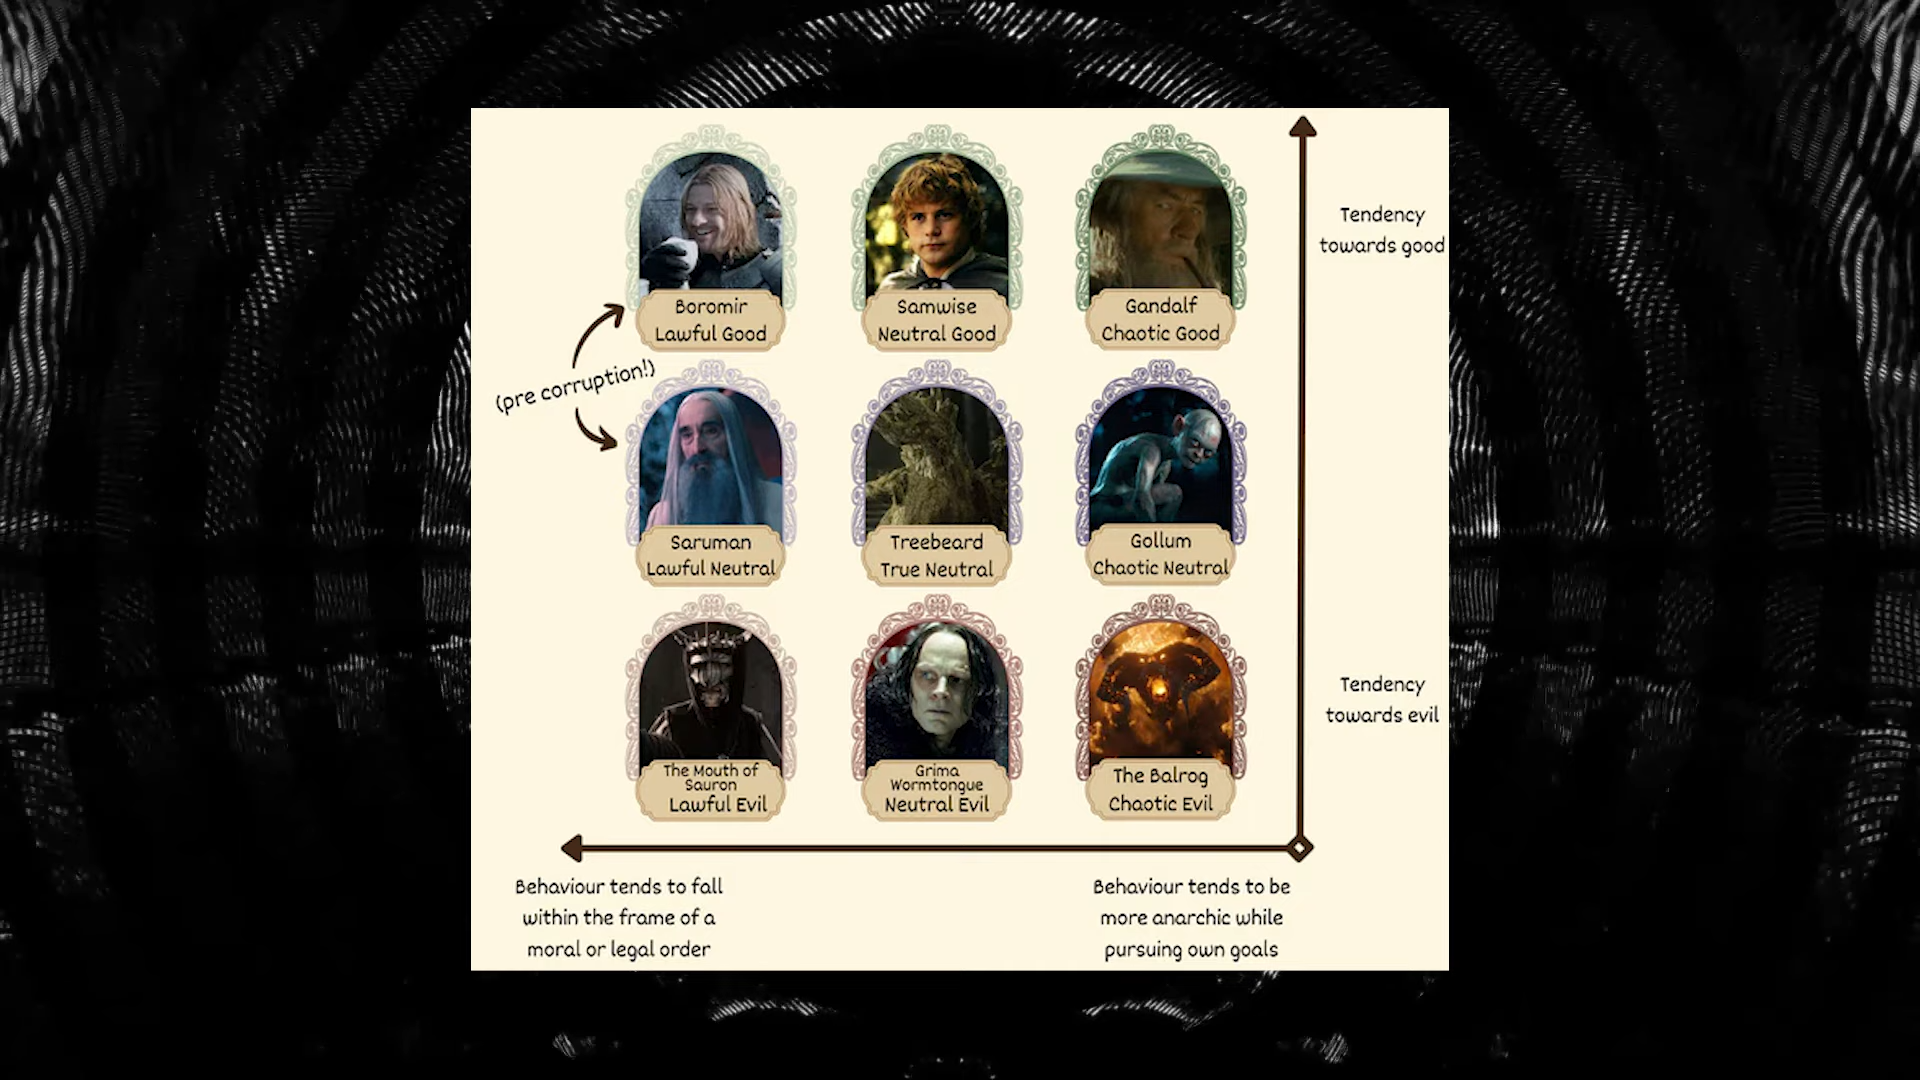 Boromir
Lawful Good
Samwise
Neutral Good
Gandalf
Chaotic Good
Tendency
towards good
(pre corruption!)
Saruman
Lawful Neutral
Treebeard
True Neutral
Gollum
Chaotic Neutral
The Mouth of
Sauron
Lawful Evil
Grima
Wormtongue
Neutral Evil
The Balrog
Chaotic Evil
Tendency
towards evil
Behaviour tends to fall
within the frame of a
moral or legal order
Behaviour tends to be
more anarchic while
pursuing own goals